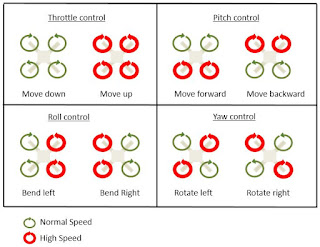 Throttle control
Pitch control
Move down
Move up
Move forward
Move backward
Roll control
Yaw control
Bend left
Bend Right
Rotate left
Rotate right
Normal Speed
High Speed